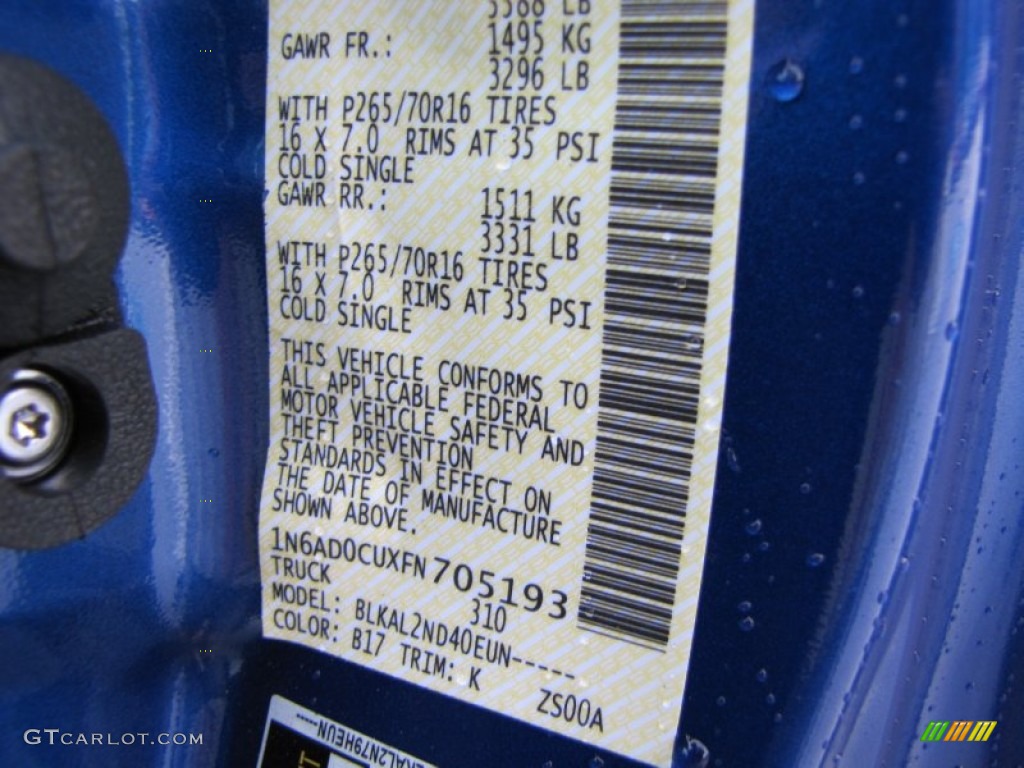 5588 LB
GAWR FR.: 1495 KG
3296 LB
WITH P265/70R16 TIRES
16 X 7.0 RIMS AT 35 PSI
COLD SINGLE
GAWR RR.: 1511 KG
3331 LB
WITH P265/70R16 TIRES
16 X 7.0 RIMS AT 35 PSI
COLD SINGLE
THIS VEHICLE CONFORMS TO
ALL APPLICABLE FEDERAL
MOTOR VEHICLE SAFETY AND
THEFT PREVENTION
STANDARDS IN EFFECT ON
THE DATE OF MANUFACTURE
SHOWN ABOVE.
1N6AD0CUXFN705193
TRUCK 310
MODEL: BLKAL2ND40EUN-----
COLOR: B17 TRIM: K ZS00A
GTCARLOT.COM